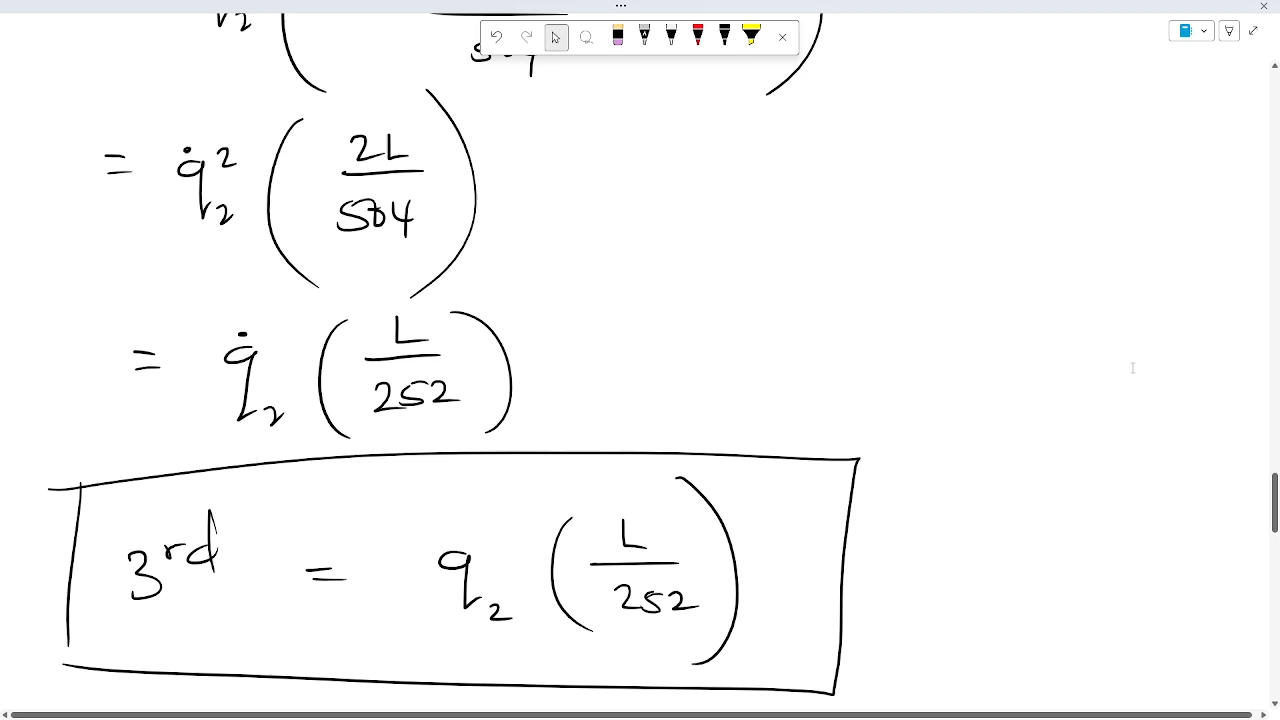 = q̇₂² ( 2L / 504 )
= q̇₂ ( L / 252 )
3rd = q₂ ( L / 252 )